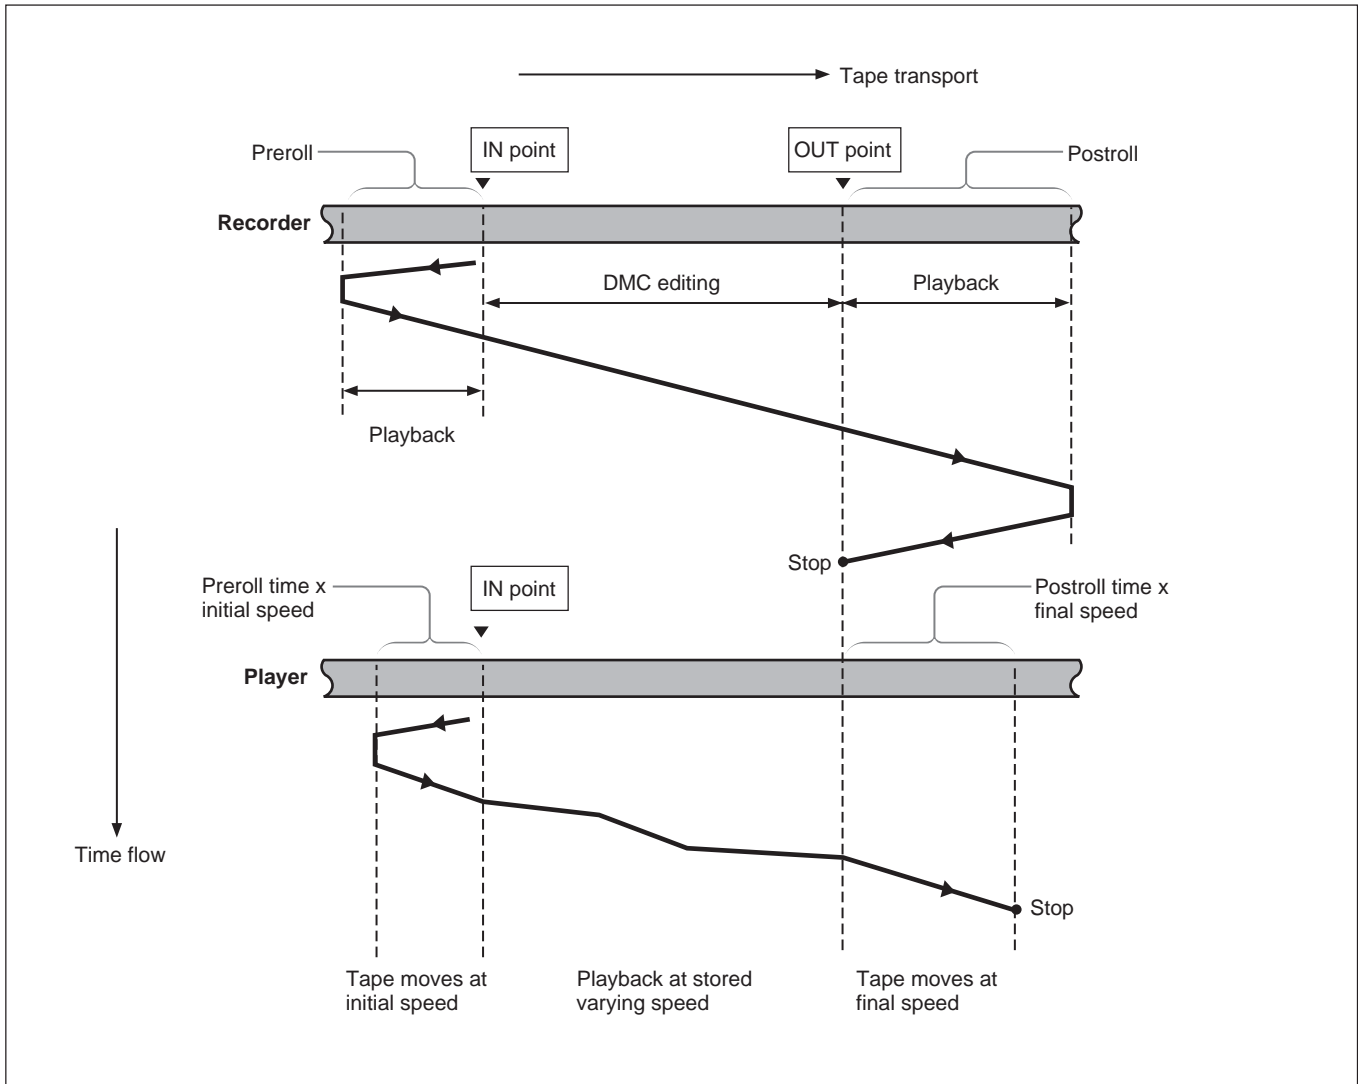 Tape transport
Preroll
IN point
OUT point
Postroll
Recorder
DMC editing
Playback
Playback
Stop
Preroll time x
initial speed
IN point
Postroll time x
final speed
Player
Time flow
Stop
Tape moves at
initial speed
Playback at stored
varying speed
Tape moves at
final speed